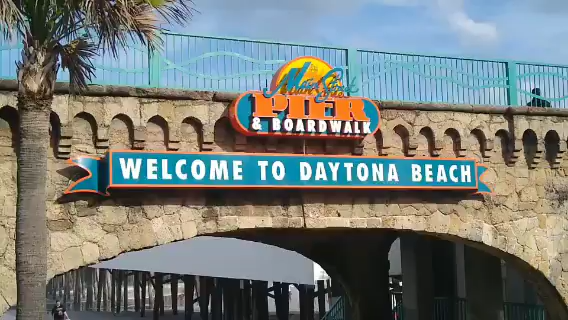 Main Street
PIER
& BOARDWALK
WELCOME TO DAYTONA BEACH